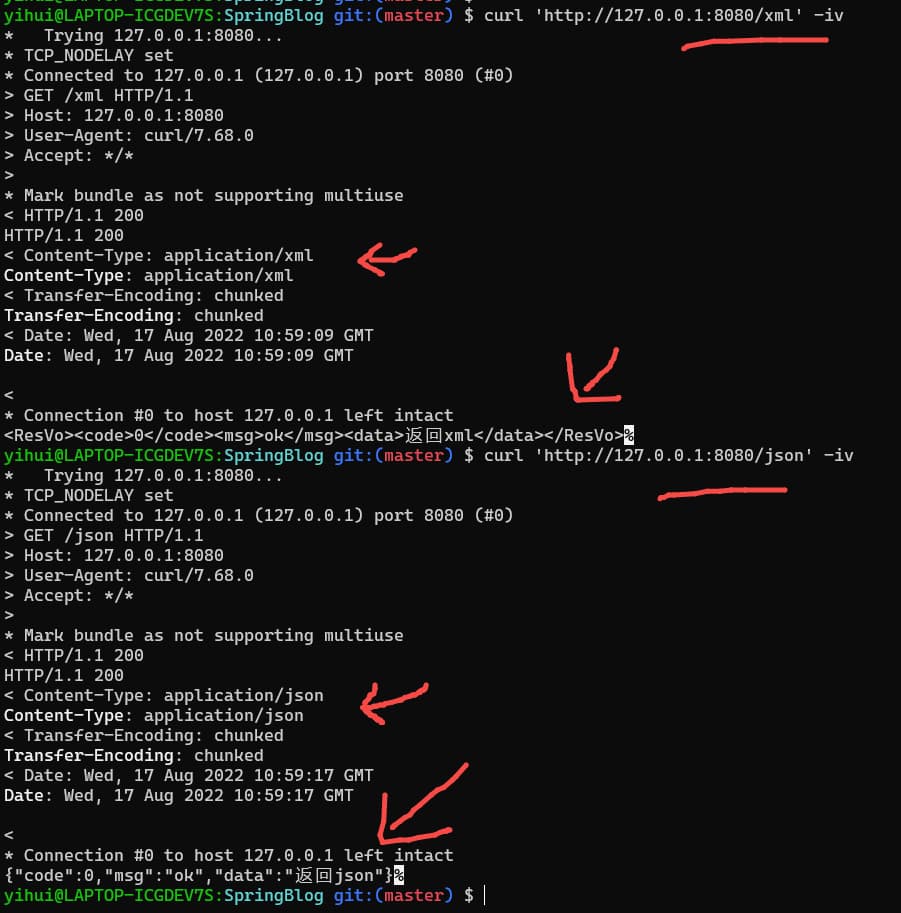 yihui@LAPTOP-ICGDEV7S:SpringBlog git:(master) $ curl 'http://127.0.0.1:8080/xml' -iv
*   Trying 127.0.0.1:8080...
* TCP_NODELAY set
* Connected to 127.0.0.1 (127.0.0.1) port 8080 (#0)
> GET /xml HTTP/1.1
> Host: 127.0.0.1:8080
> User-Agent: curl/7.68.0
> Accept: */*
>
* Mark bundle as not supporting multiuse
< HTTP/1.1 200
HTTP/1.1 200
< Content-Type: application/xml
Content-Type: application/xml
< Transfer-Encoding: chunked
Transfer-Encoding: chunked
< Date: Wed, 17 Aug 2022 10:59:09 GMT
Date: Wed, 17 Aug 2022 10:59:09 GMT

<
* Connection #0 to host 127.0.0.1 left intact
<ResVo><code>0</code><msg>ok</msg><data>返回xml</data></ResVo>%
yihui@LAPTOP-ICGDEV7S:SpringBlog git:(master) $ curl 'http://127.0.0.1:8080/json' -iv
*   Trying 127.0.0.1:8080...
* TCP_NODELAY set
* Connected to 127.0.0.1 (127.0.0.1) port 8080 (#0)
> GET /json HTTP/1.1
> Host: 127.0.0.1:8080
> User-Agent: curl/7.68.0
> Accept: */*
>
* Mark bundle as not supporting multiuse
< HTTP/1.1 200
HTTP/1.1 200
< Content-Type: application/json
Content-Type: application/json
< Transfer-Encoding: chunked
Transfer-Encoding: chunked
< Date: Wed, 17 Aug 2022 10:59:17 GMT
Date: Wed, 17 Aug 2022 10:59:17 GMT

<
* Connection #0 to host 127.0.0.1 left intact
{"code":0,"msg":"ok","data":"返回json"}%
yihui@LAPTOP-ICGDEV7S:SpringBlog git:(master) $